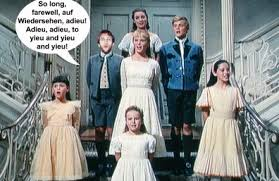 So long,
farewell, auf
Wiedersehen, adieu!
Adieu, adieu, to
yieu and yieu
and yieu!